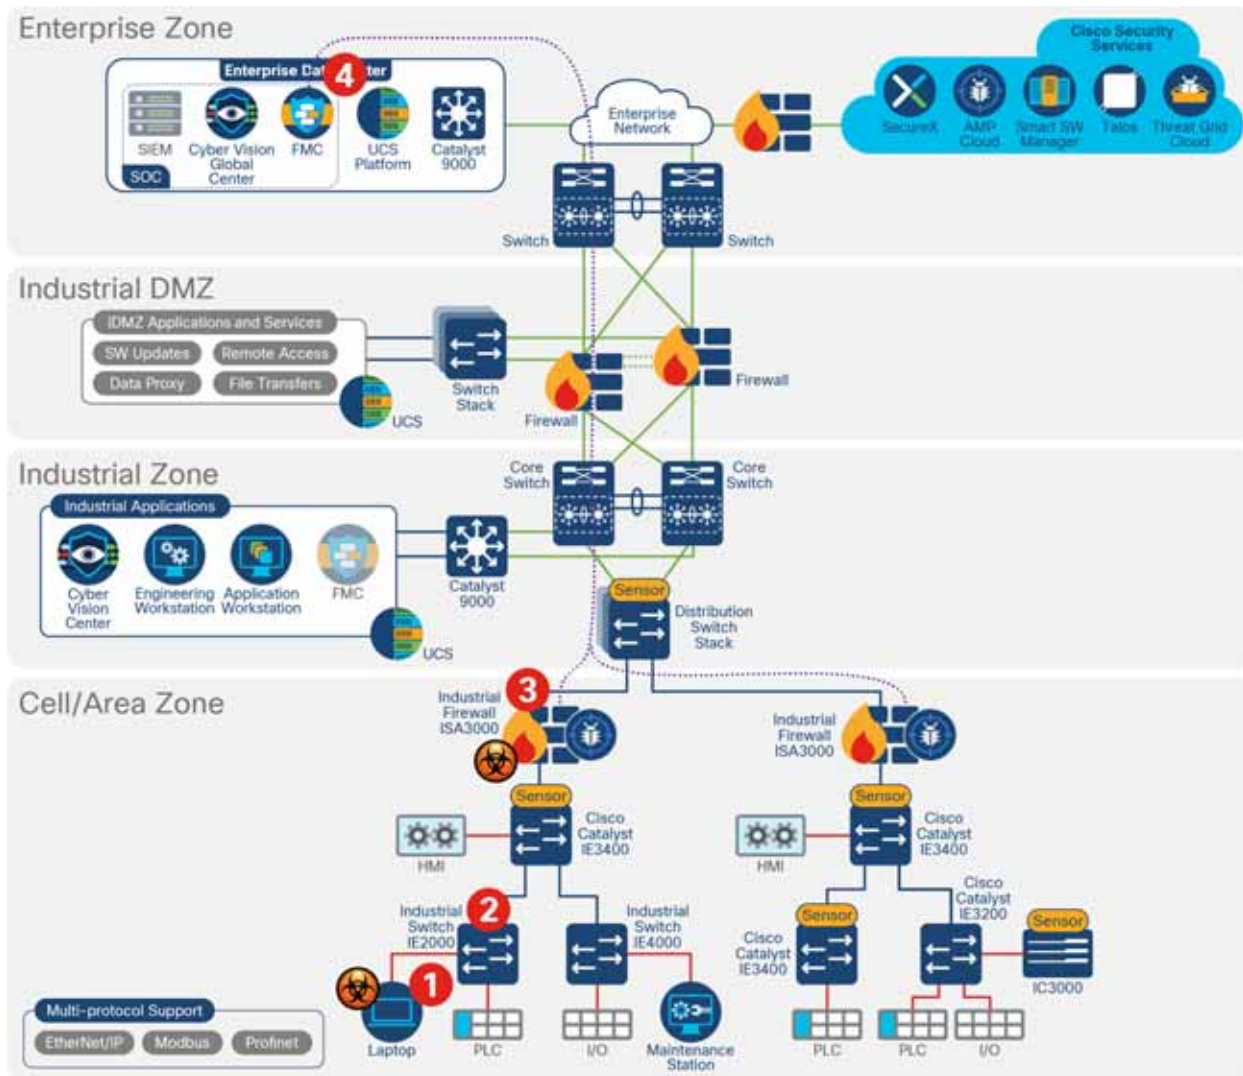 Enterprise Zone
Cisco Security
Services
Enterprise Data Center
4
SIEM
Cyber Vision
Global
Center
FMC
UCS
Platform
Catalyst
9000
SOC
Enterprise
Network
SecureX
AMP
Cloud
Smart SW
Manager
Talos
Threat Grid
Cloud
Switch
Switch
Industrial DMZ
IDMZ Applications and Services
SW Updates
Remote Access
Data Proxy
File Transfers
UCS
Switch
Stack
Firewall
Firewall
Industrial Zone
Core
Switch
Core
Switch
Industrial Applications
Cyber
Vision
Center
Engineering
Workstation
Application
Workstation
FMC
UCS
Catalyst
9000
Sensor
Distribution
Switch
Stack
Cell/Area Zone
3
Industrial
Firewall
ISA3000
Industrial
Firewall
ISA3000
Sensor
Cisco
Catalyst
IE3400
HMI
Sensor
Cisco
Catalyst
IE3400
HMI
Industrial
Switch
IE2000
2
Industrial
Switch
IE4000
Sensor
Cisco
Catalyst
IE3400
Cisco
Catalyst
IE3200
Sensor
IC3000
1
Laptop
PLC
I/O
Maintenance
Station
PLC
PLC
I/O
Multi-protocol Support
EtherNet/IP
Modbus
Profinet